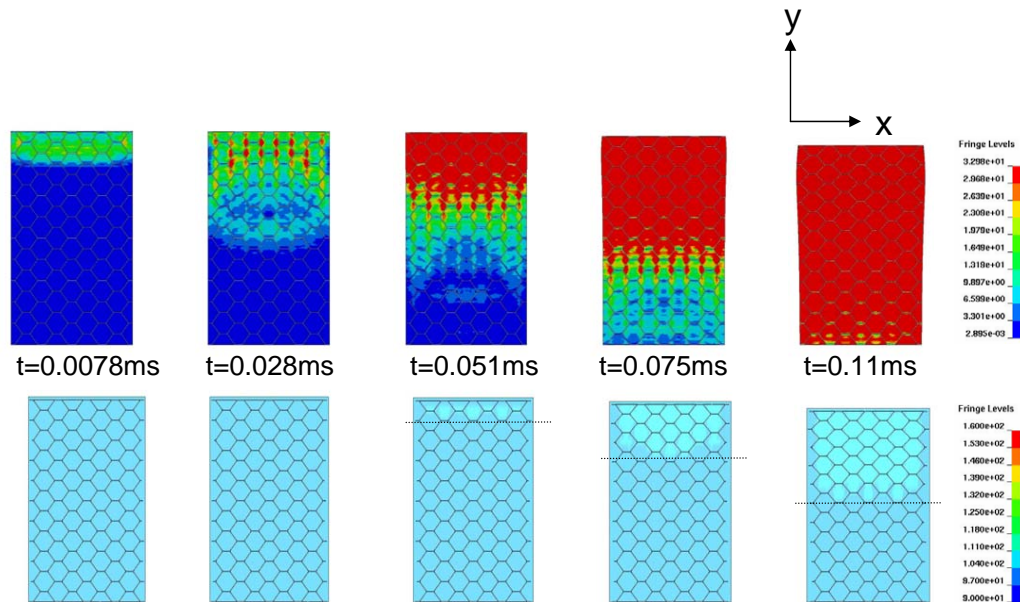 y
x
Fringe Levels
3.298e+01
2.968e+01
2.639e+01
2.309e+01
1.979e+01
1.649e+01
1.319e+01
9.897e+00
6.599e+00
3.301e+00
2.895e-03
t=0.0078ms
t=0.028ms
t=0.051ms
t=0.075ms
t=0.11ms
Fringe Levels
1.600e+02
1.530e+02
1.460e+02
1.390e+02
1.320e+02
1.250e+02
1.180e+02
1.110e+02
1.040e+02
9.700e+01
9.000e+01